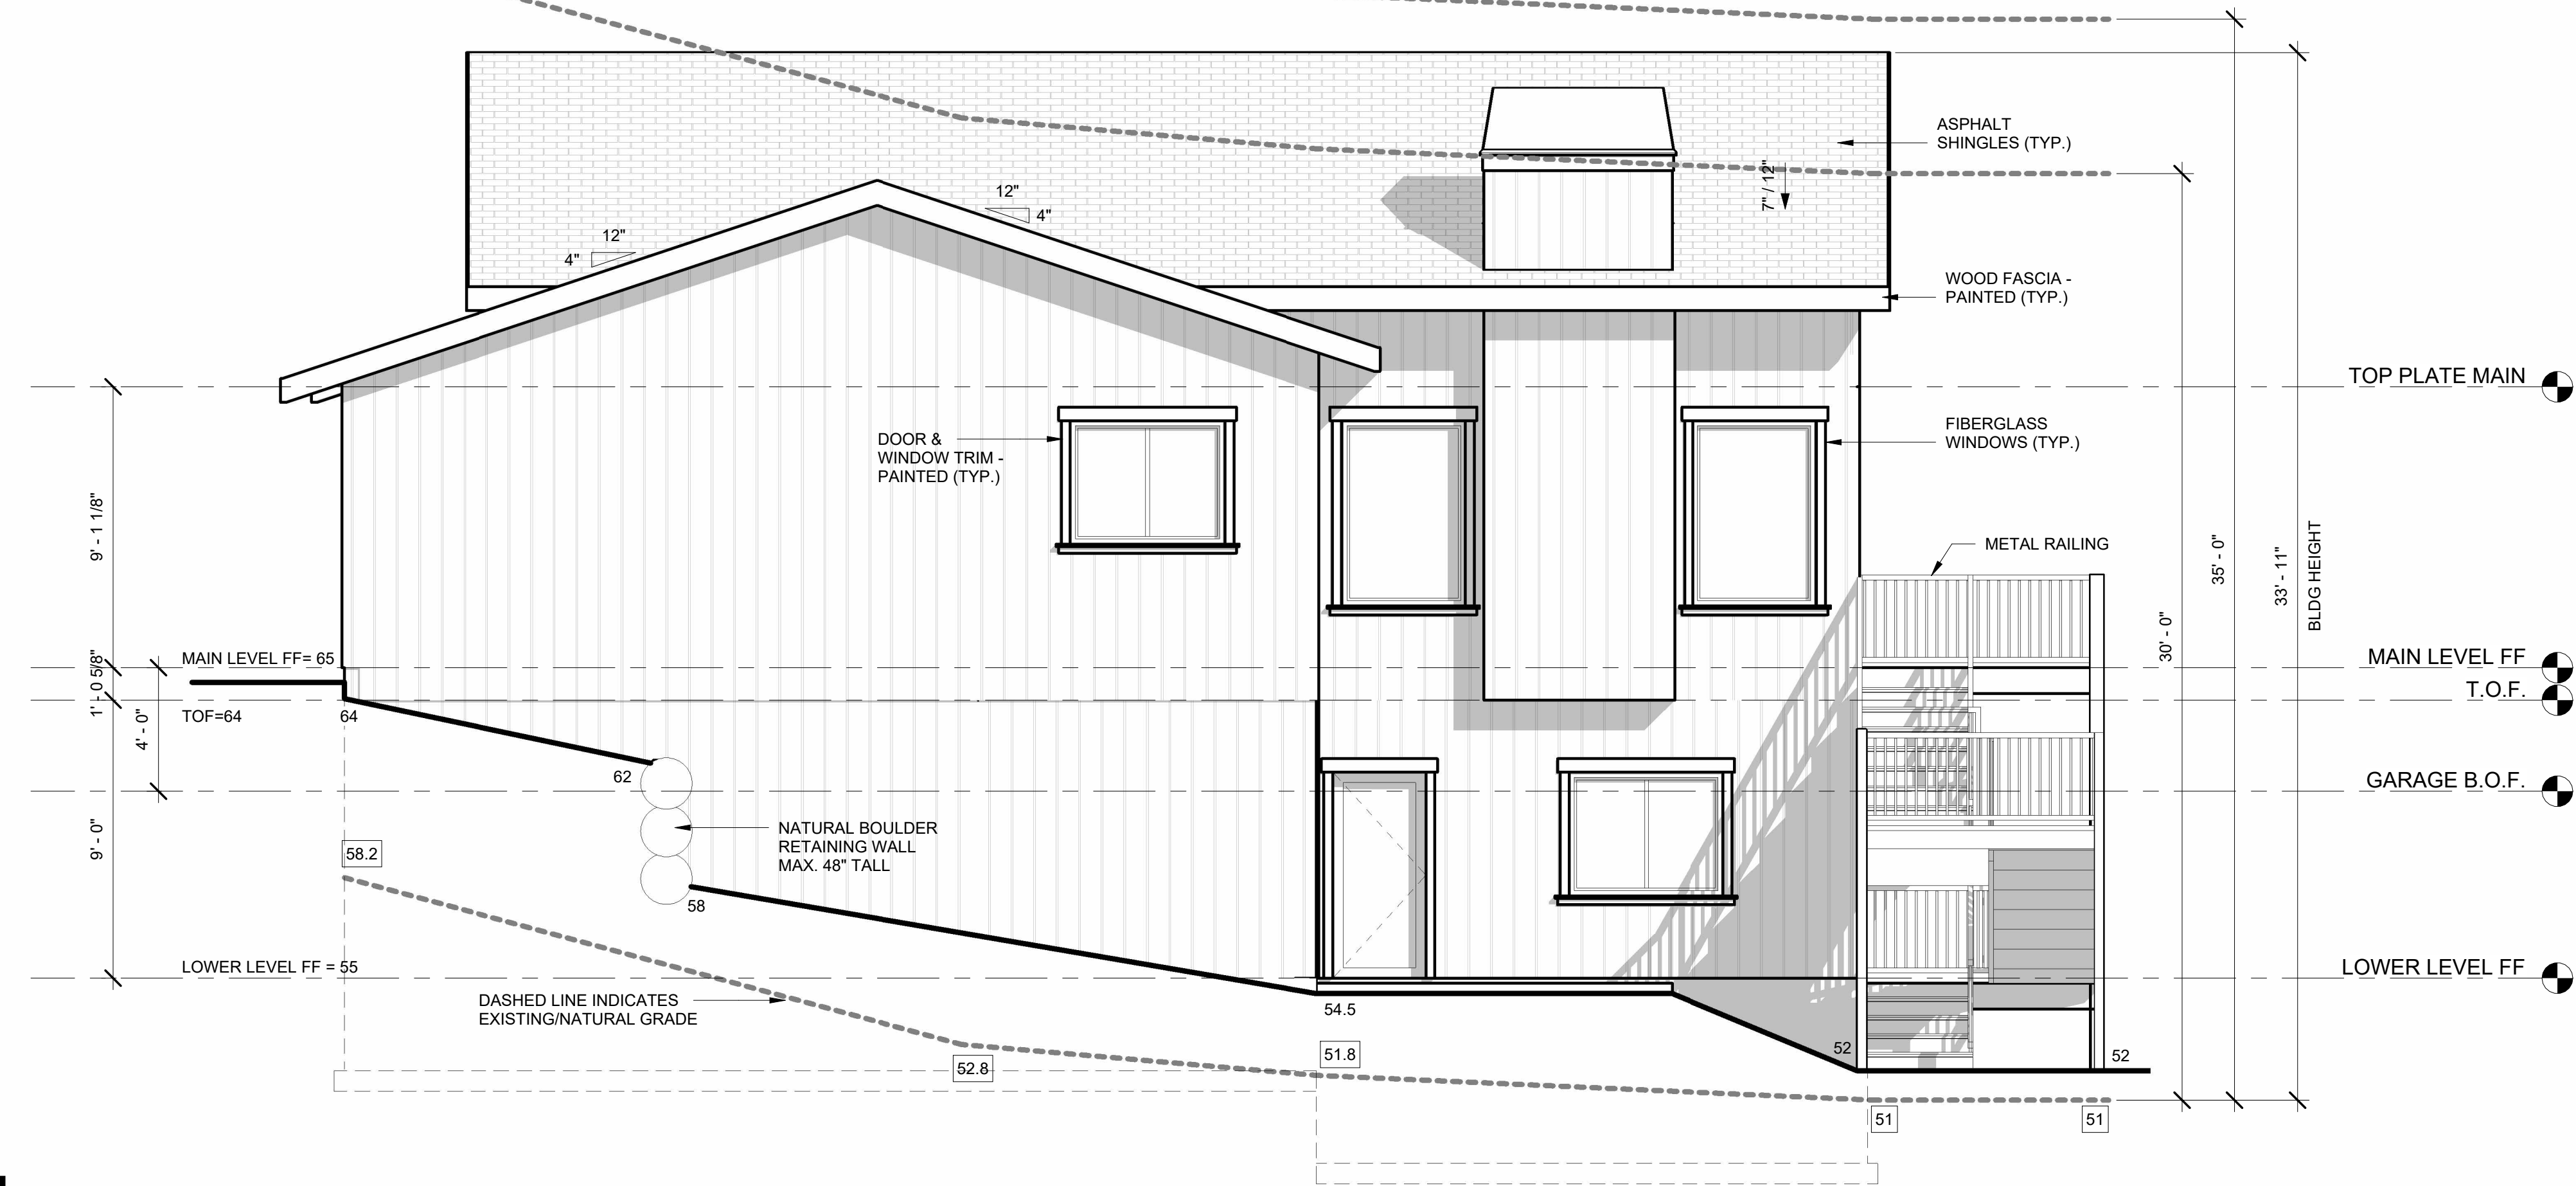 ASPHALT
SHINGLES (TYP.)
7" / 12"
12"
4"
12"
4"
WOOD FASCIA -
PAINTED (TYP.)
TOP PLATE MAIN
DOOR &
WINDOW TRIM -
PAINTED (TYP.)
FIBERGLASS
WINDOWS (TYP.)
9' - 1 1/8"
METAL RAILING
35' - 0"
33' - 11"
BLDG HEIGHT
30' - 0"
MAIN LEVEL FF= 65
MAIN LEVEL FF
1' - 0 5/8"
T.O.F.
TOF=64
64
4' - 0"
62
GARAGE B.O.F.
NATURAL BOULDER
RETAINING WALL
MAX. 48" TALL
9' - 0"
58.2
58
LOWER LEVEL FF = 55
LOWER LEVEL FF
DASHED LINE INDICATES
EXISTING/NATURAL GRADE
54.5
52.8
51.8
52
52
51
51